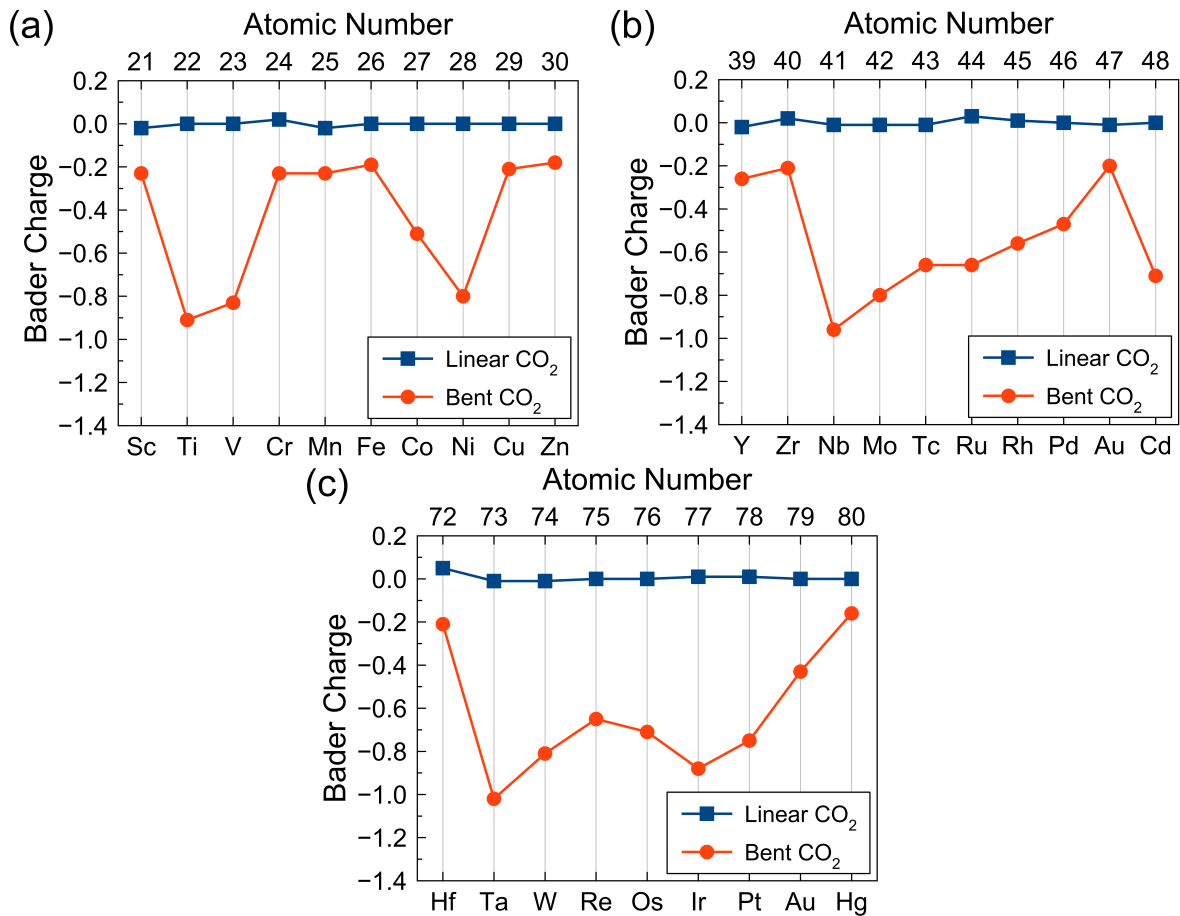 (a)
Atomic Number
21 22 23 24 25 26 27 28 29 30
0.2
0.0
−0.2
−0.4
−0.6
−0.8
−1.0
−1.2
−1.4
Bader Charge
Linear CO2
Bent CO2
Sc Ti V Cr Mn Fe Co Ni Cu Zn
(b)
Atomic Number
39 40 41 42 43 44 45 46 47 48
0.2
0.0
−0.2
−0.4
−0.6
−0.8
−1.0
−1.2
−1.4
Bader Charge
Linear CO2
Bent CO2
Y Zr Nb Mo Tc Ru Rh Pd Au Cd
(c)
Atomic Number
72 73 74 75 76 77 78 79 80
0.2
0.0
−0.2
−0.4
−0.6
−0.8
−1.0
−1.2
−1.4
Bader Charge
Linear CO2
Bent CO2
Hf Ta W Re Os Ir Pt Au Hg